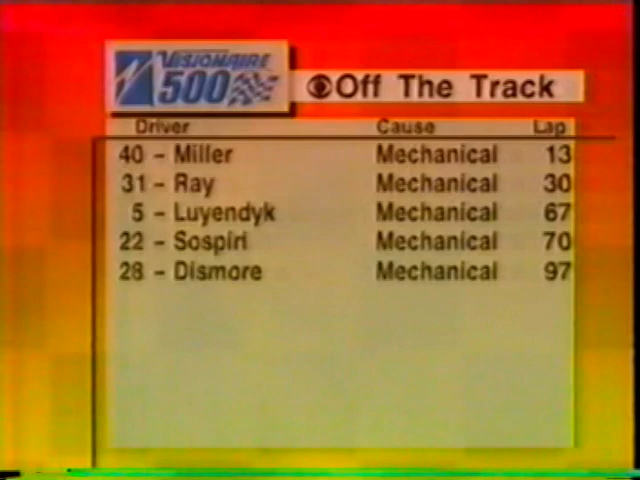 VISIONAIRE
500
Off The Track
Driver Cause Lap
40 - Miller Mechanical 13
31 - Ray Mechanical 30
5 - Luyendyk Mechanical 67
22 - Sospiri Mechanical 70
28 - Dismore Mechanical 97